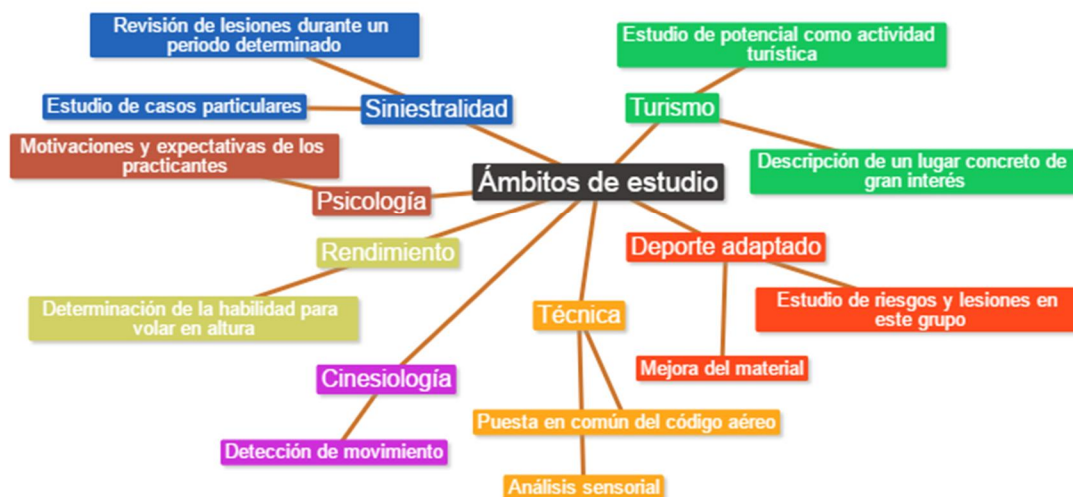 Revisión de lesiones durante un
periodo determinado
Estudio de casos particulares
Siniestralidad
Motivaciones y expectativas de los
practicantes
Psicología
Rendimiento
Determinación de la habilidad para
volar en altura
Cinesiología
Detección de movimiento
Ámbitos de estudio
Estudio de potencial como actividad
turística
Turismo
Descripción de un lugar concreto de
gran interés
Deporte adaptado
Estudio de riesgos y lesiones en
este grupo
Mejora del material
Técnica
Puesta en común del código aéreo
Análisis sensorial